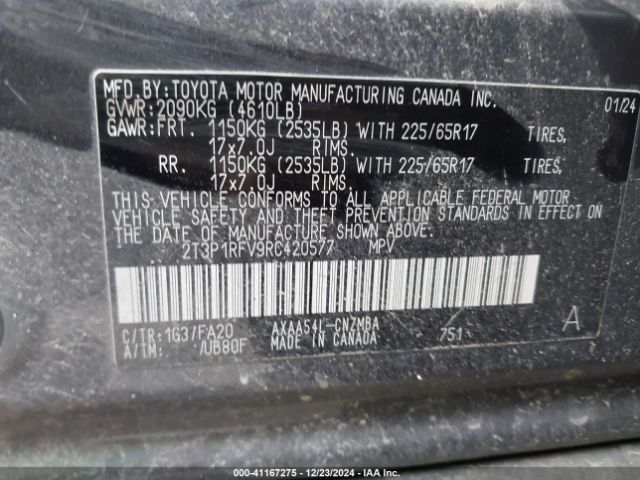 MFD.BY:TOYOTA MOTOR MANUFACTURING CANADA INC. 01/24
GVWR:2090KG (4610LB)
GAWR:FRT. 1150KG (2535LB) WITH 225/65R17 TIRES,
17x7.0J RIMS.
RR. 1150KG (2535LB) WITH 225/65R17 TIRES,
17x7.0J RIMS.
THIS VEHICLE CONFORMS TO ALL APPLICABLE FEDERAL MOTOR
VEHICLE SAFETY AND THEFT PREVENTION STANDARDS IN EFFECT ON
THE DATE OF MANUFACTURE SHOWN ABOVE.
2T3P1RFV9RC420577 MPV
C/TR:1G3/FA20 AXAA54L-CNZMBA 751 A
A/TM: /UB80F MADE IN CANADA
000-41167275 - 12/23/2024 - IAA Inc.